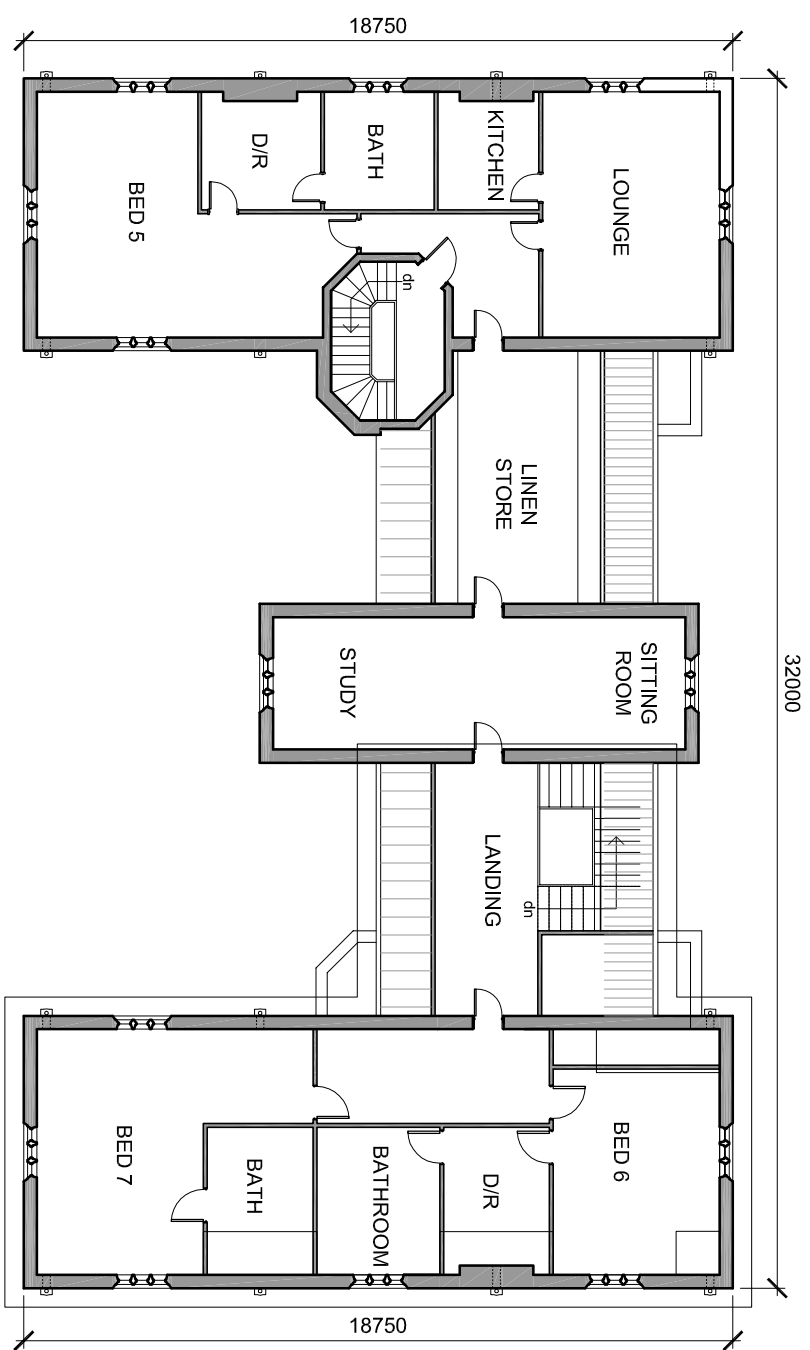 18750
KITCHEN
BATH
D/R
LOUNGE
BED 5
dn
LINEN
STORE
32000
SITTING
ROOM
STUDY
LANDING
dn
BED 6
BED 7
BATH
BATHROOM
D/R
18750